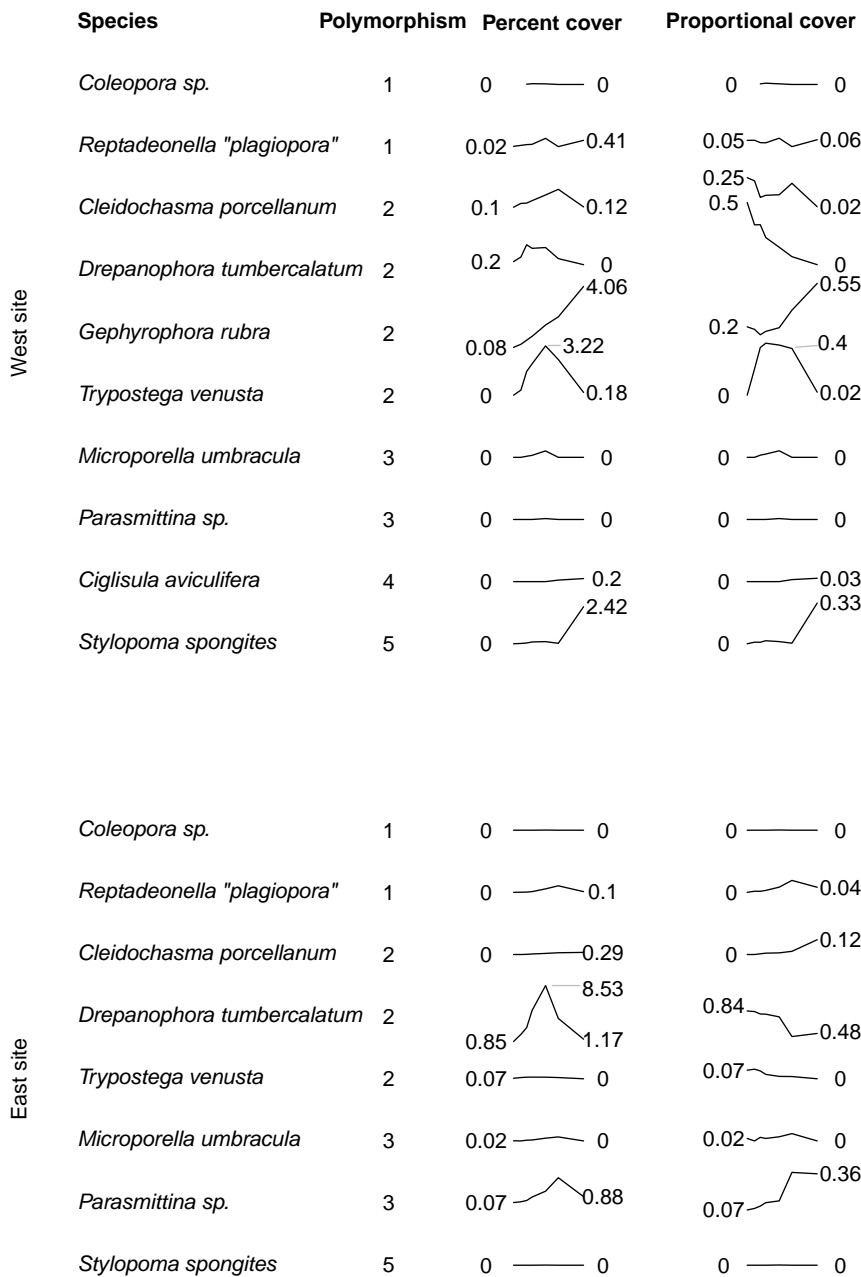 Species Polymorphism Percent cover Proportional cover
West site
Coleopora sp. 1 0 0 0 0
Reptadeonella "plagiopora" 1 0.02 0.41 0.05 0.06
Cleidochasma porcellanum 2 0.1 0.12 0.25 0.02
Drepanophora tumbercalatum 2 0.2 0 0.5 0
Gephyrophora rubra 2 0.08 4.06 0.2 0.55
Trypostega venusta 2 0 3.22 0.18 0 0.4 0.02
Microporella umbracula 3 0 0 0 0
Parasmittina sp. 3 0 0 0 0
Ciglisula aviculifera 4 0 0.2 0 0.03
Stylopoma spongites 5 0 2.42 0 0.33
East site
Coleopora sp. 1 0 0 0 0
Reptadeonella "plagiopora" 1 0 0.1 0 0.04
Cleidochasma porcellanum 2 0 0.29 0 0.12
Drepanophora tumbercalatum 2 0.85 8.53 1.17 0.84 0.48
Trypostega venusta 2 0.07 0 0.07 0
Microporella umbracula 3 0.02 0 0.02 0
Parasmittina sp. 3 0.07 0.88 0.07 0.36
Stylopoma spongites 5 0 0 0 0